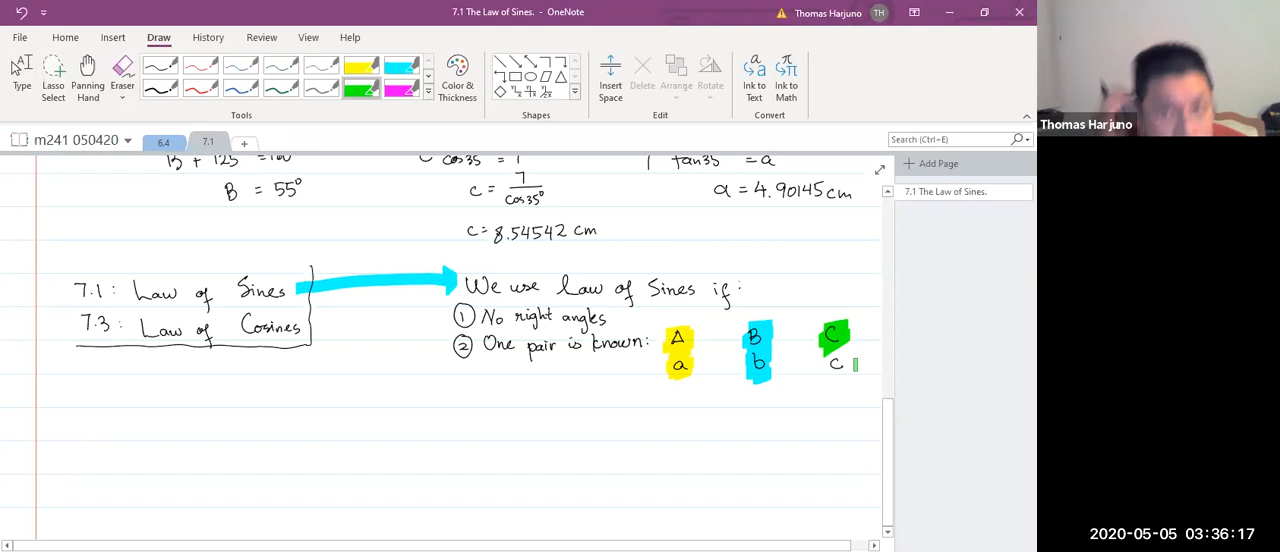 7.1 The Law of Sines. - OneNote
Thomas Harjuno TH
File Home Insert Draw History Review View Help
Type Lasso Select Panning Hand Eraser Color & Thickness Insert Space Delete Arrange Rotate Ink to Text Ink to Math
Tools Shapes Edit Convert
Thomas Harjuno
m241 050420 6.4 7.1 Search (Ctrl+E)
Add Page
7.1 The Law of Sines.
B + 125 =
cos35 = 1
tan35 = a
B = 55°
c = 7 / cos35°
a = 4.90145 cm
c = 8.54542 cm
7.1: Law of Sines
7.3: Law of Cosines
We use Law of Sines if:
① No right angles
② One pair is known: A B C
a b c
2020-05-05 03:36:17